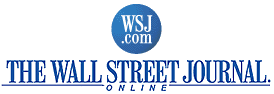 WSJ
.com
THE WALL STREET JOURNAL.
ONLINE